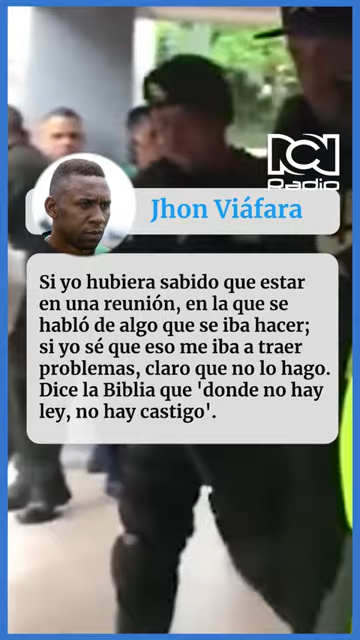 RCN
Radio
Jhon Viáfara
Si yo hubiera sabido que estar
en una reunión, en la que se
habló de algo que se iba hacer;
si yo sé que eso me iba a traer
problemas, claro que no lo hago.
Dice la Biblia que 'donde no hay
ley, no hay castigo'.